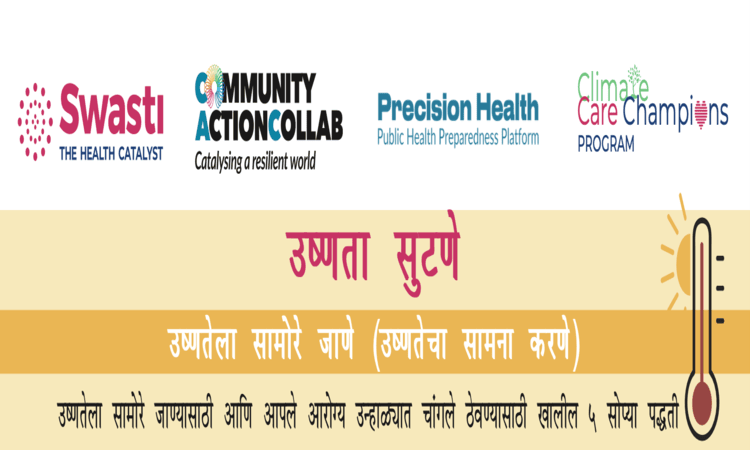 Swasti
THE HEALTH CATALYST
COMMUNITY
ACTIONCOLLAB
Catalysing a resilient world
Precision Health
Public Health Preparedness Platform
Climate
Care Champions
PROGRAM
उष्णता सुटणे
उष्णतेला सामोरे जाणे (उष्णतेचा सामना करणे)
उष्णतेला सामोरे जाण्यासाठी आणि आपले आरोग्य उन्हाळ्यात चांगले ठेवण्यासाठी खालील ५ सोप्या पद्धती